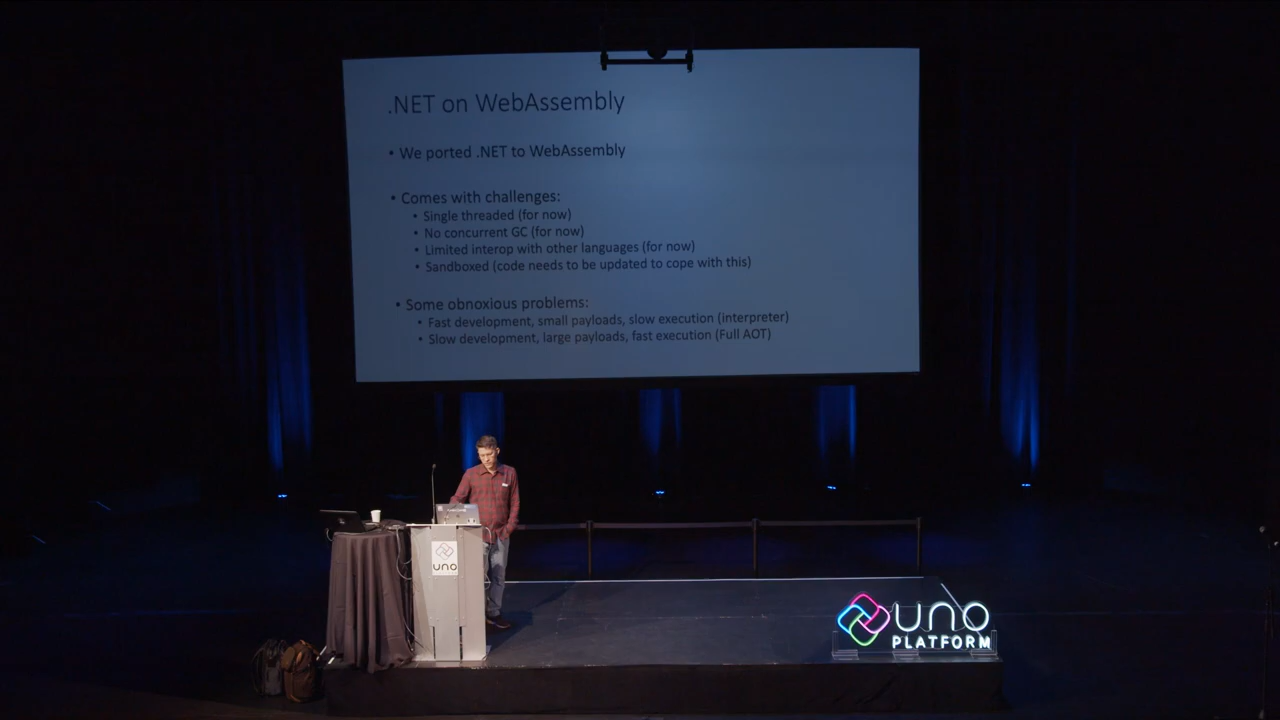 .NET on WebAssembly
• We ported .NET to WebAssembly
• Comes with challenges:
• Single threaded (for now)
• No concurrent GC (for now)
• Limited interop with other languages (for now)
• Sandboxed (code needs to be updated to cope with this)
• Some obnoxious problems:
• Fast development, small payloads, slow execution (interpreter)
• Slow development, large payloads, fast execution (Full AOT)
uno
UNO
PLATFORM